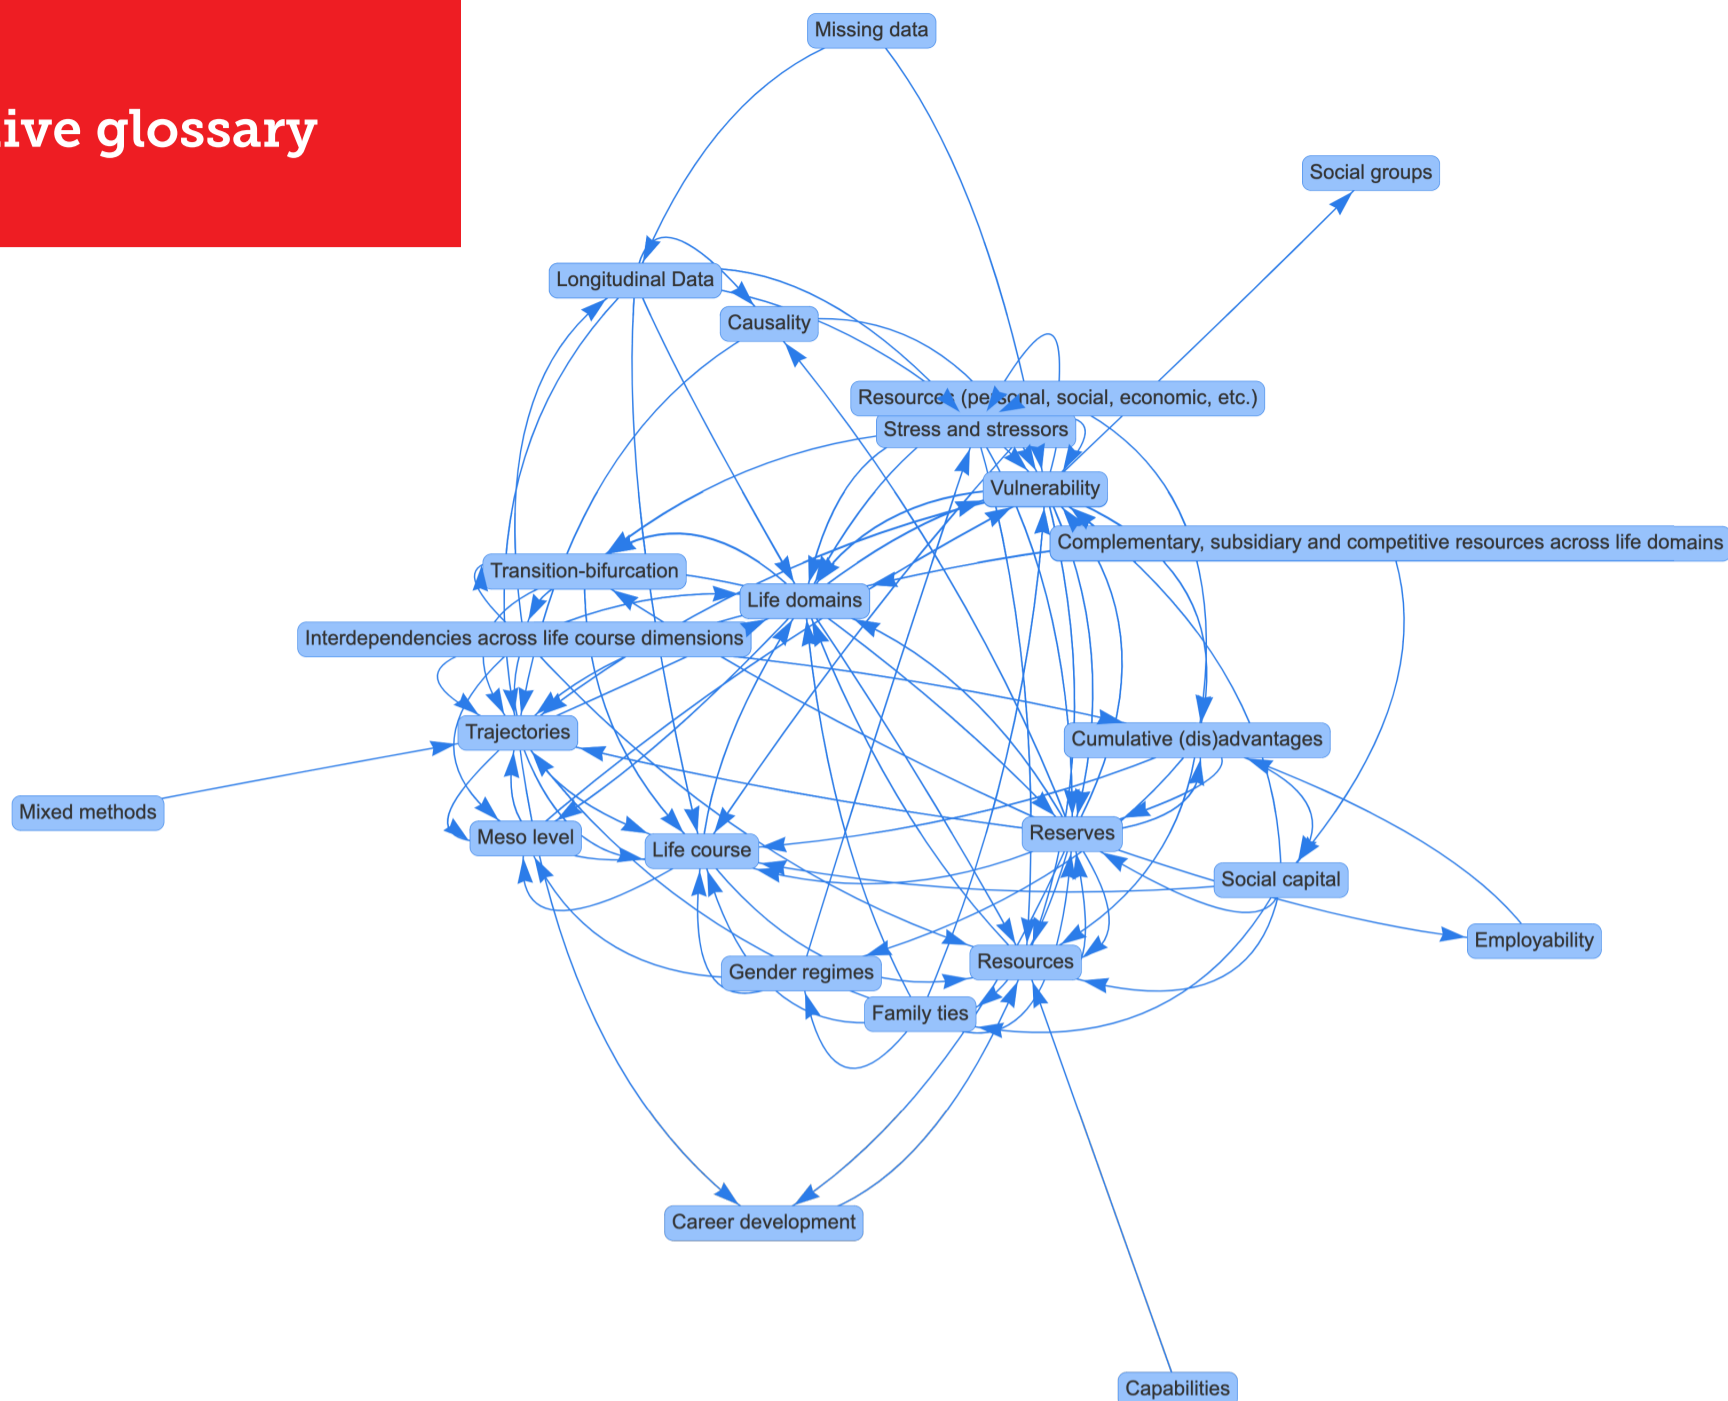 ive glossary
Missing data
Social groups
Longitudinal Data
Causality
Resources (personal, social, economic, etc.)
Stress and stressors
Vulnerability
Complementary, subsidiary and competitive resources across life domains
Transition-bifurcation
Life domains
Interdependencies across life course dimensions
Trajectories
Cumulative (dis)advantages
Mixed methods
Meso level
Life course
Reserves
Social capital
Employability
Gender regimes
Resources
Family ties
Career development
Capabilities